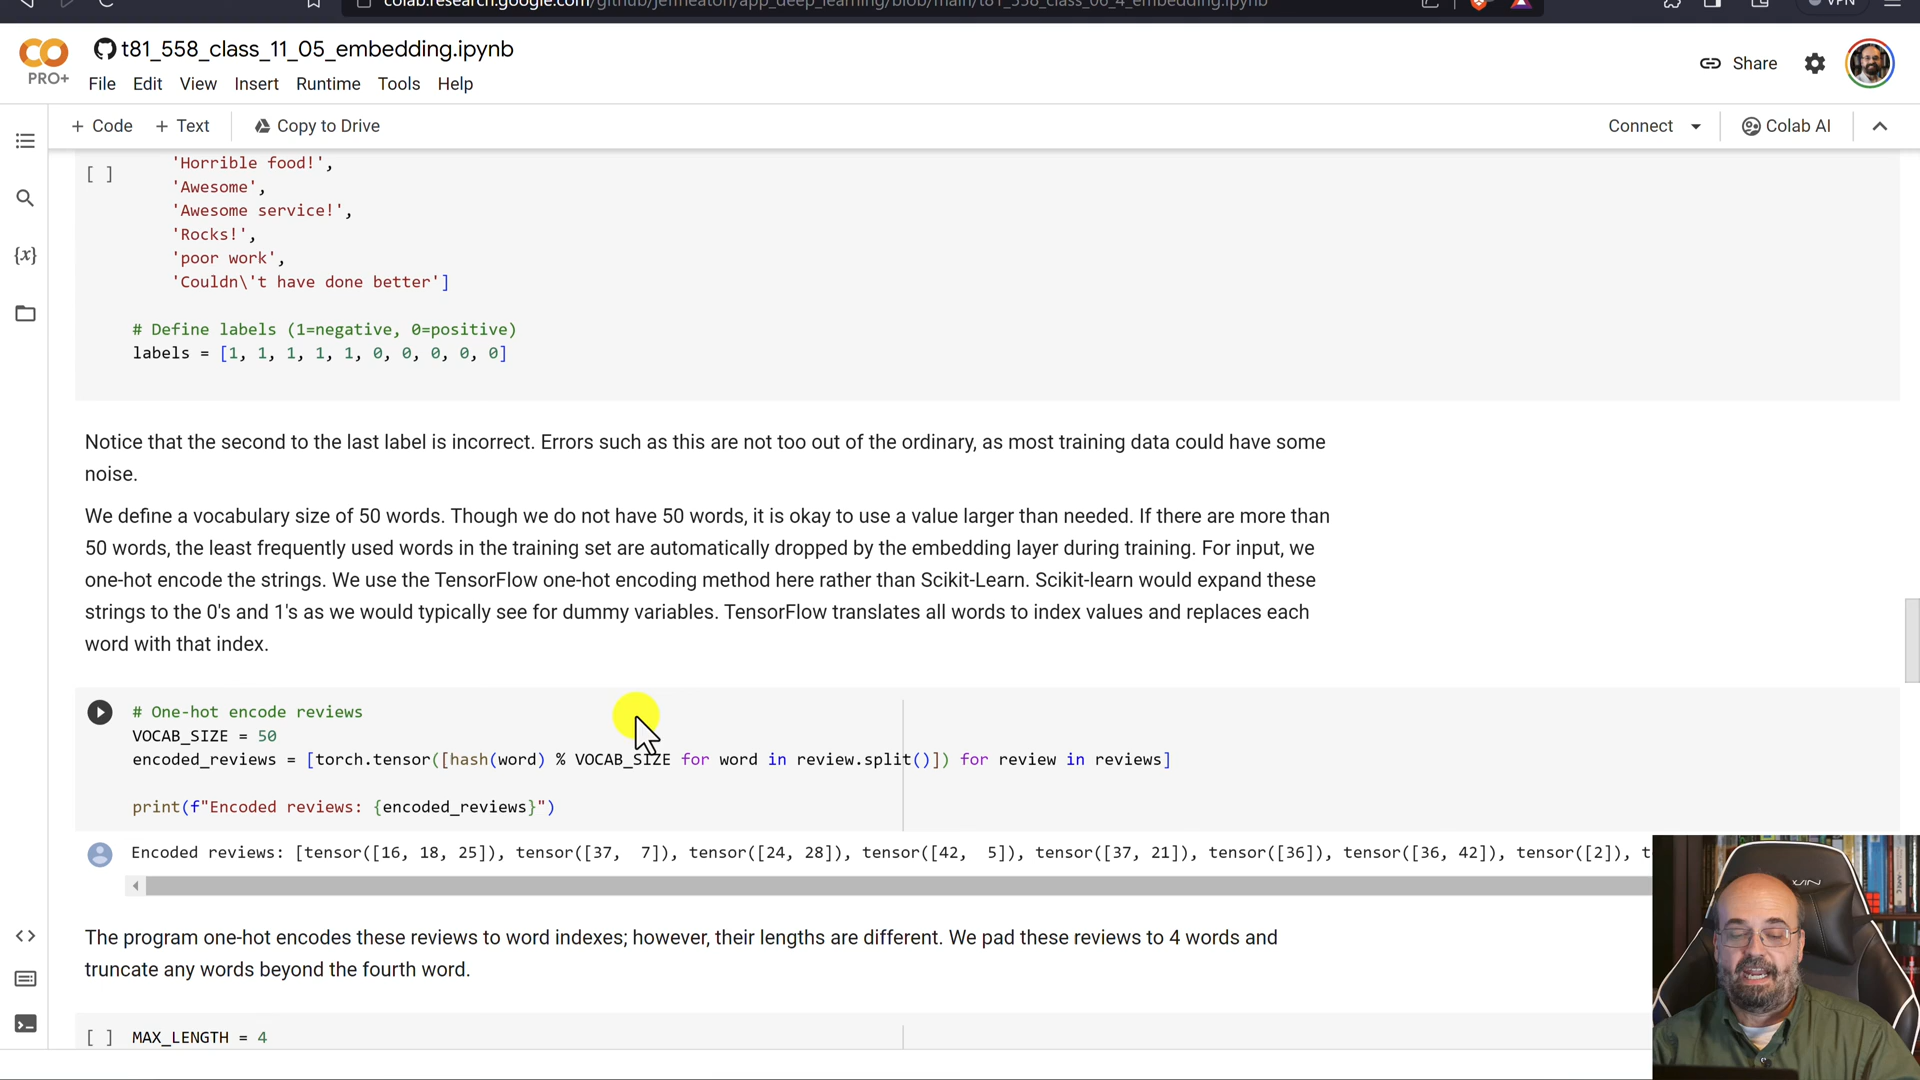 colab.research.google.com/github/jeffheaton/app_deep_learning/blob/main/t81_558_class_06_4_embedding.ipynb
VPN
PRO+
t81_558_class_11_05_embedding.ipynb
File Edit View Insert Runtime Tools Help
Share
+ Code + Text Copy to Drive
Connect
Colab AI
[ ]
'Horrible food!',
'Awesome',
'Awesome service!',
'Rocks!',
'poor work',
'Couldn\'t have done better']
# Define labels (1=negative, 0=positive)
labels = [1, 1, 1, 1, 1, 0, 0, 0, 0, 0]
{x}
Notice that the second to the last label is incorrect. Errors such as this are not too out of the ordinary, as most training data could have some
noise.
We define a vocabulary size of 50 words. Though we do not have 50 words, it is okay to use a value larger than needed. If there are more than
50 words, the least frequently used words in the training set are automatically dropped by the embedding layer during training. For input, we
one-hot encode the strings. We use the TensorFlow one-hot encoding method here rather than Scikit-Learn. Scikit-learn would expand these
strings to the 0's and 1's as we would typically see for dummy variables. TensorFlow translates all words to index values and replaces each
word with that index.
# One-hot encode reviews
VOCAB_SIZE = 50
encoded_reviews = [torch.tensor([hash(word) % VOCAB_SIZE for word in review.split()]) for review in reviews]
print(f"Encoded reviews: {encoded_reviews}")
Encoded reviews: [tensor([16, 18, 25]), tensor([37, 7]), tensor([24, 28]), tensor([42, 5]), tensor([37, 21]), tensor([36]), tensor([36, 42]), tensor([2]), t
The program one-hot encodes these reviews to word indexes; however, their lengths are different. We pad these reviews to 4 words and
truncate any words beyond the fourth word.
[ ] MAX_LENGTH = 4